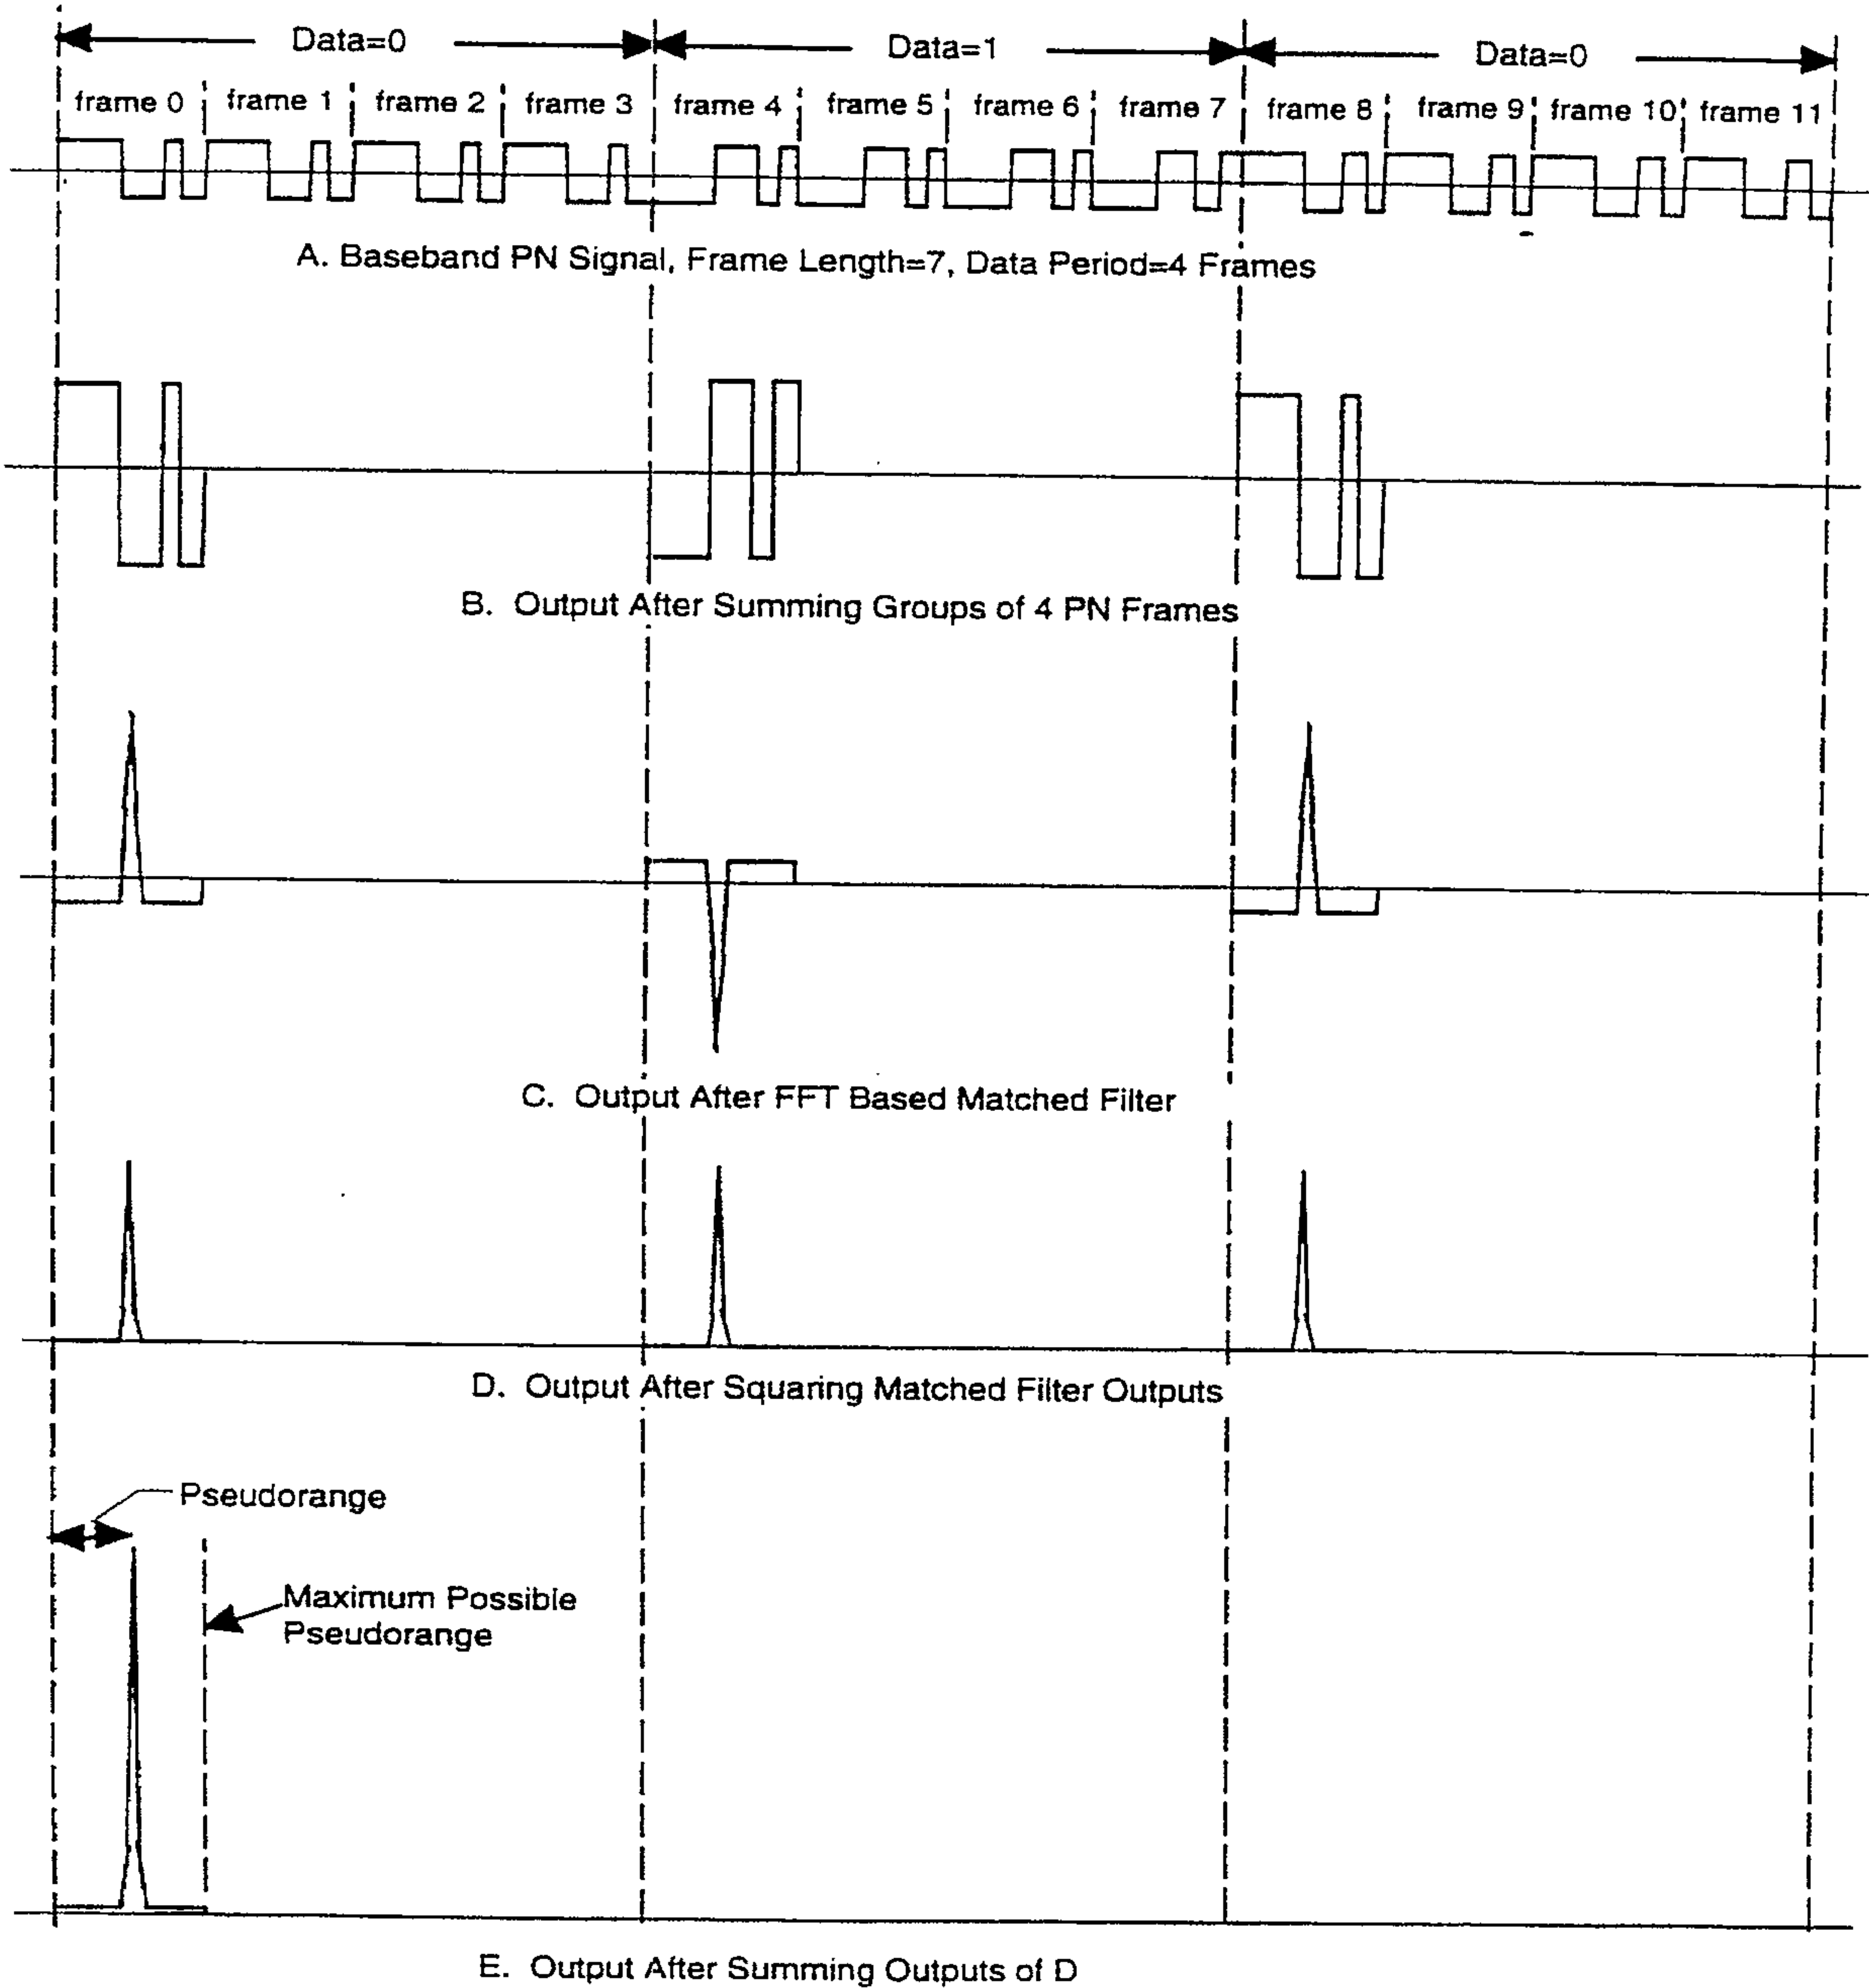 Data=0 Data=1 Data=0
frame 0 frame 1 frame 2 frame 3 frame 4 frame 5 frame 6 frame 7 frame 8 frame 9 frame 10 frame 11
A. Baseband PN Signal, Frame Length=7, Data Period=4 Frames
B. Output After Summing Groups of 4 PN Frames
C. Output After FFT Based Matched Filter
D. Output After Squaring Matched Filter Outputs
Pseudorange
Maximum Possible
Pseudorange
E. Output After Summing Outputs of D